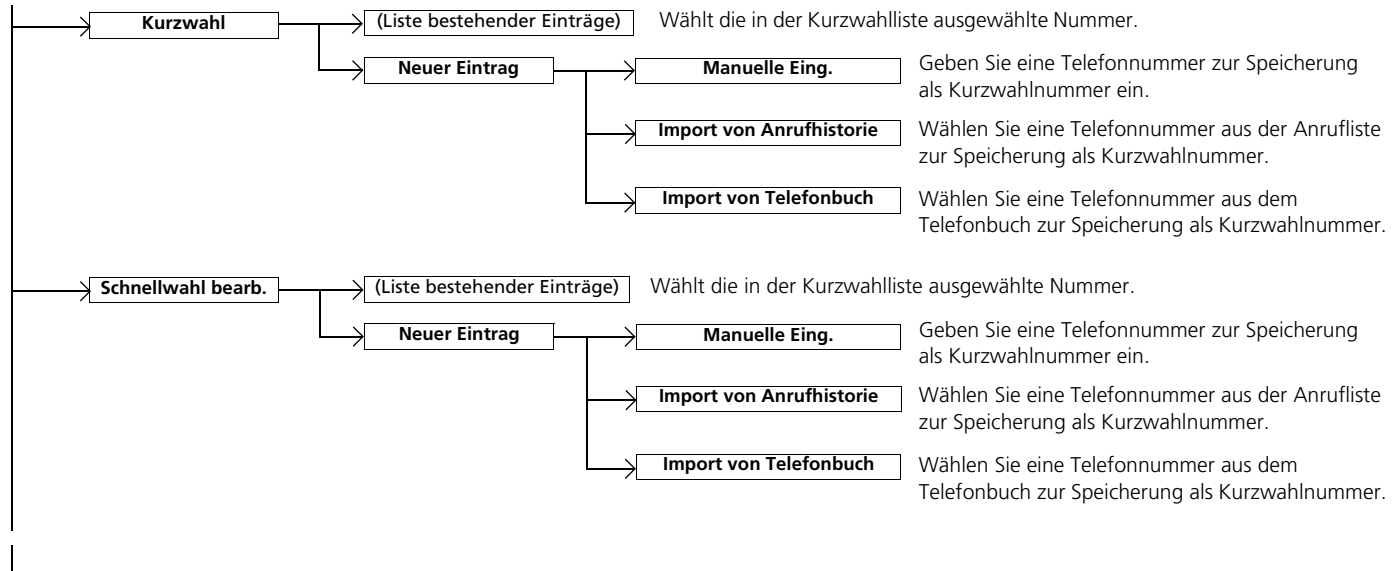 Kurzwahl
(Liste bestehender Einträge)
Wählt die in der Kurzwahlliste ausgewählte Nummer.
Neuer Eintrag
Manuelle Eing.
Geben Sie eine Telefonnummer zur Speicherung
als Kurzwahlnummer ein.
Import von Anrufhistorie
Wählen Sie eine Telefonnummer aus der Anrufliste
zur Speicherung als Kurzwahlnummer.
Import von Telefonbuch
Wählen Sie eine Telefonnummer aus dem
Telefonbuch zur Speicherung als Kurzwahlnummer.
Schnellwahl bearb.
(Liste bestehender Einträge)
Wählt die in der Kurzwahlliste ausgewählte Nummer.
Neuer Eintrag
Manuelle Eing.
Geben Sie eine Telefonnummer zur Speicherung
als Kurzwahlnummer ein.
Import von Anrufhistorie
Wählen Sie eine Telefonnummer aus der Anrufliste
zur Speicherung als Kurzwahlnummer.
Import von Telefonbuch
Wählen Sie eine Telefonnummer aus dem
Telefonbuch zur Speicherung als Kurzwahlnummer.